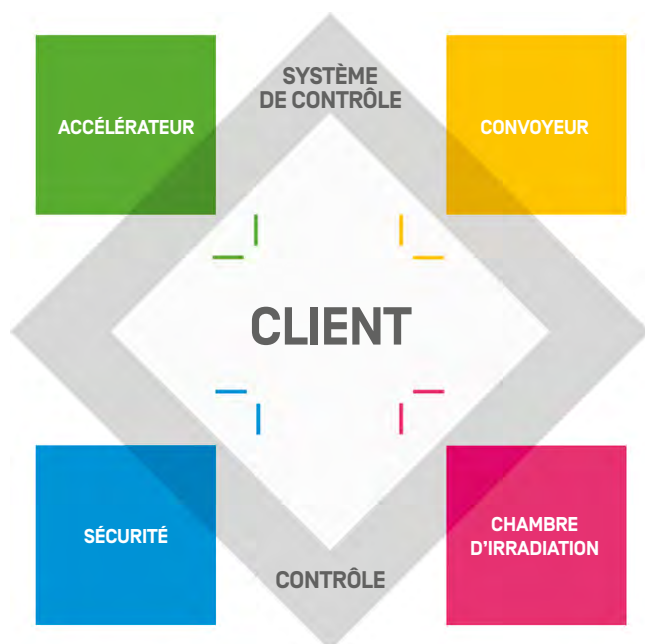 SYSTÈME
DE CONTRÔLE
ACCÉLÉRATEUR
CONVOYEUR
CLIENT
SÉCURITÉ
CHAMBRE
D'IRRADIATION
CONTRÔLE